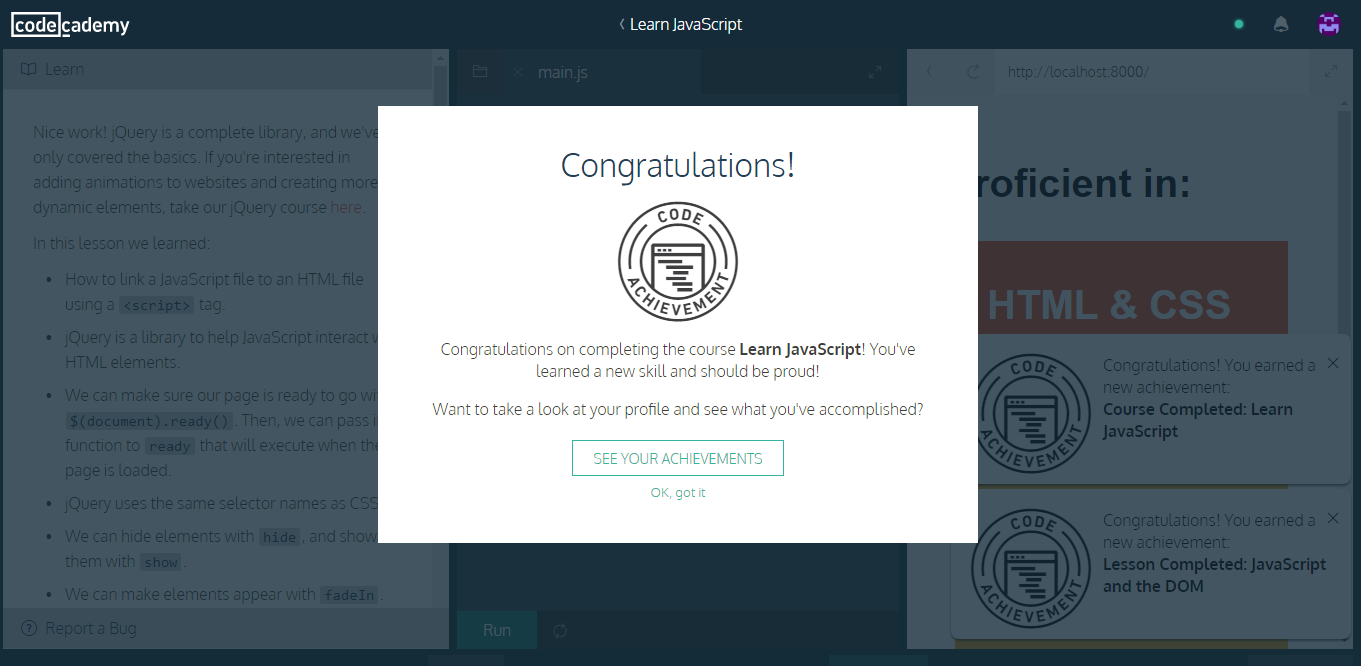 codecademy
‹ Learn JavaScript
Learn
Nice work! jQuery is a complete library, and we've
only covered the basics. If you're interested in
adding animations to websites and creating more
dynamic elements, take our jQuery course here.
In this lesson we learned:
• How to link a JavaScript file to an HTML file
using a <script> tag.
• jQuery is a library to help JavaScript interact
HTML elements.
• We can make sure our page is ready to go
$(document).ready(). Then, we can pass
function to ready that will execute when the
page is loaded.
• jQuery uses the same selector names as CSS
• We can hide elements with hide, and show
them with show.
• We can make elements appear with fadeIn.
? Report a Bug
× main.js
Run
http://localhost:8000/
roficient in:
HTML & CSS
Congratulations!
CODE
ACHIEVEMENT
Congratulations on completing the course Learn JavaScript! You've
learned a new skill and should be proud!
Want to take a look at your profile and see what you've accomplished?
SEE YOUR ACHIEVEMENTS
OK, got it
CODE
ACHIEVEMENT
Congratulations! You earned a
new achievement:
Course Completed: Learn
JavaScript
CODE
ACHIEVEMENT
Congratulations! You earned a
new achievement:
Lesson Completed: JavaScript
and the DOM